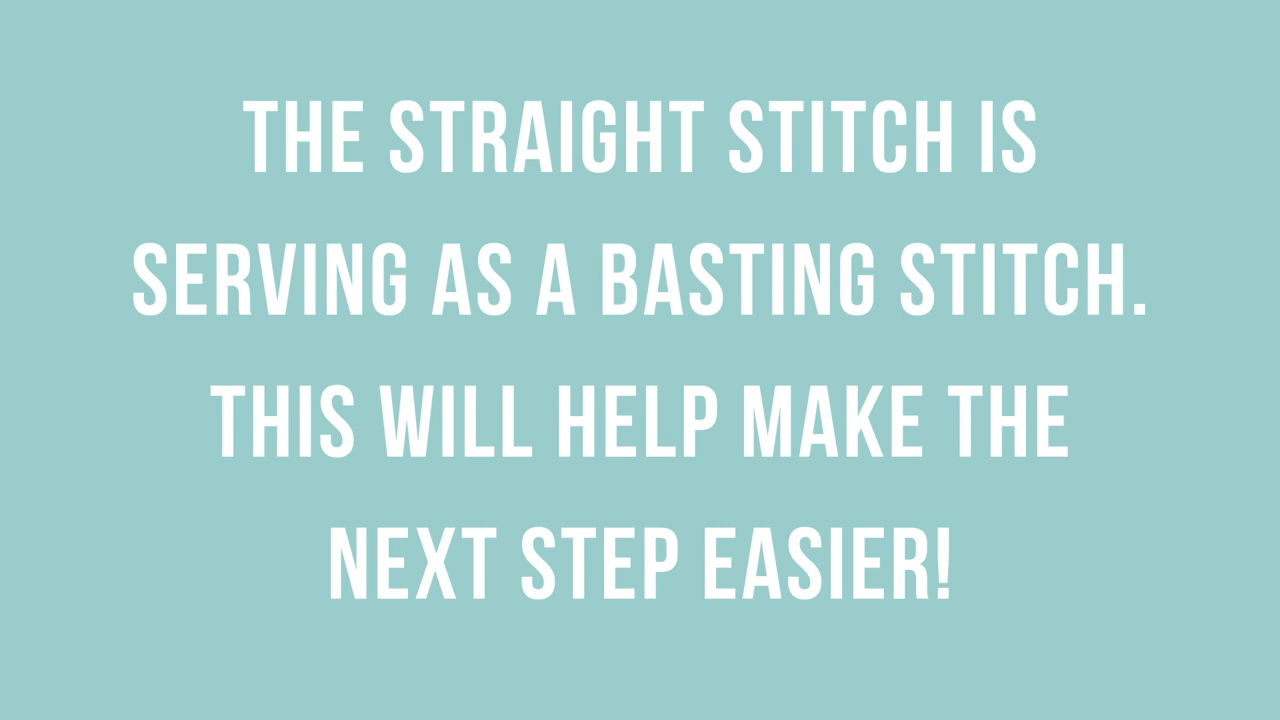 THE STRAIGHT STITCH IS
SERVING AS A BASTING STITCH.
THIS WILL HELP MAKE THE
NEXT STEP EASIER!